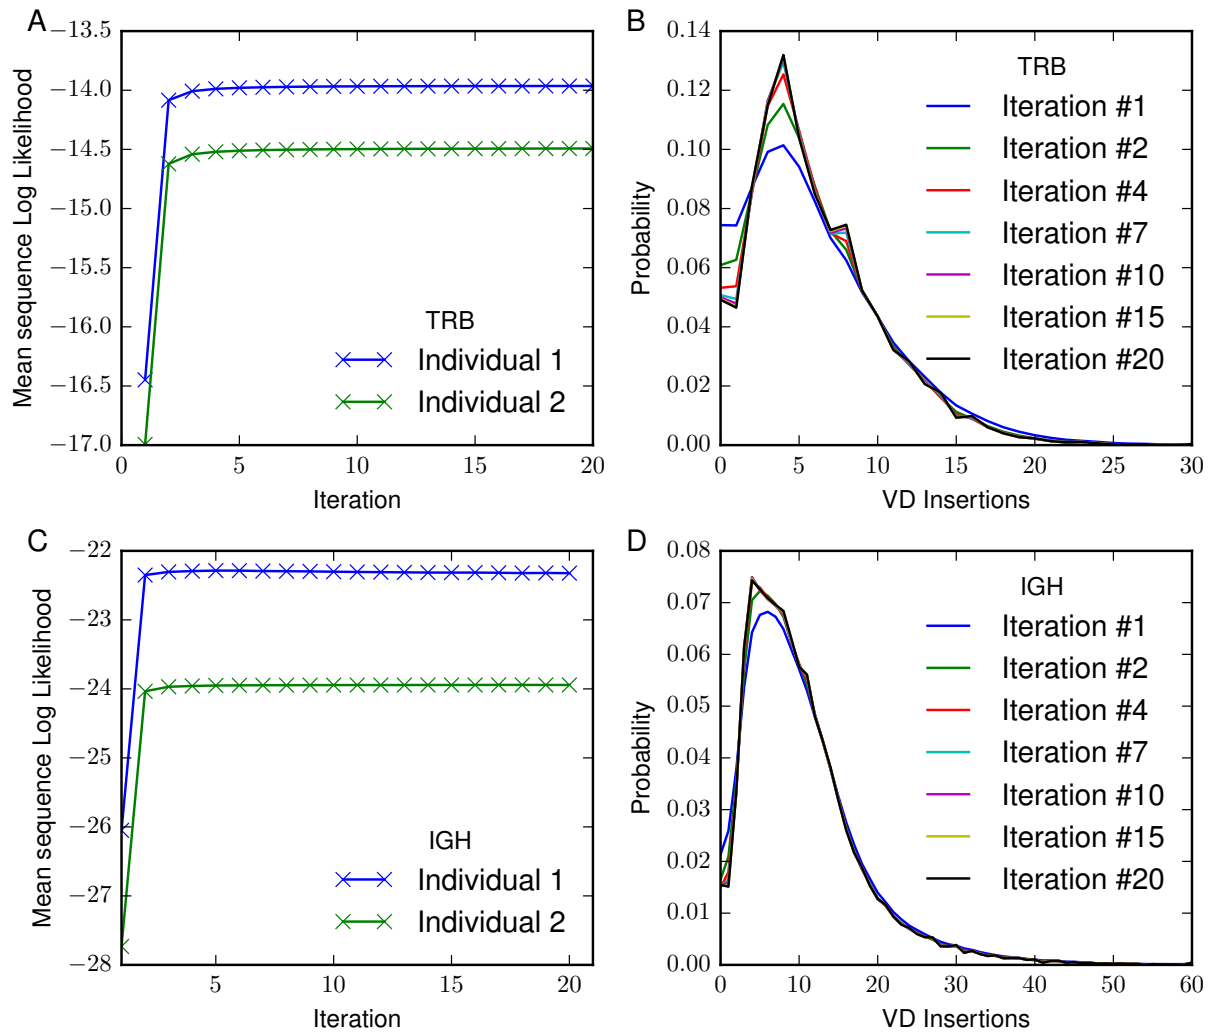 A
−13.5
−14.0
−14.5
−15.0
−15.5
−16.0
−16.5
−17.0
Mean sequence Log Likelihood
0 5 10 15 20
Iteration
TRB
Individual 1
Individual 2
B
0.14
0.12
0.10
0.08
0.06
0.04
0.02
0.00
Probability
0 5 10 15 20 25 30
VD Insertions
TRB
Iteration #1
Iteration #2
Iteration #4
Iteration #7
Iteration #10
Iteration #15
Iteration #20
C
−22
−23
−24
−25
−26
−27
−28
Mean sequence Log Likelihood
5 10 15 20
Iteration
IGH
Individual 1
Individual 2
D
0.08
0.07
0.06
0.05
0.04
0.03
0.02
0.01
0.00
Probability
0 10 20 30 40 50 60
VD Insertions
IGH
Iteration #1
Iteration #2
Iteration #4
Iteration #7
Iteration #10
Iteration #15
Iteration #20